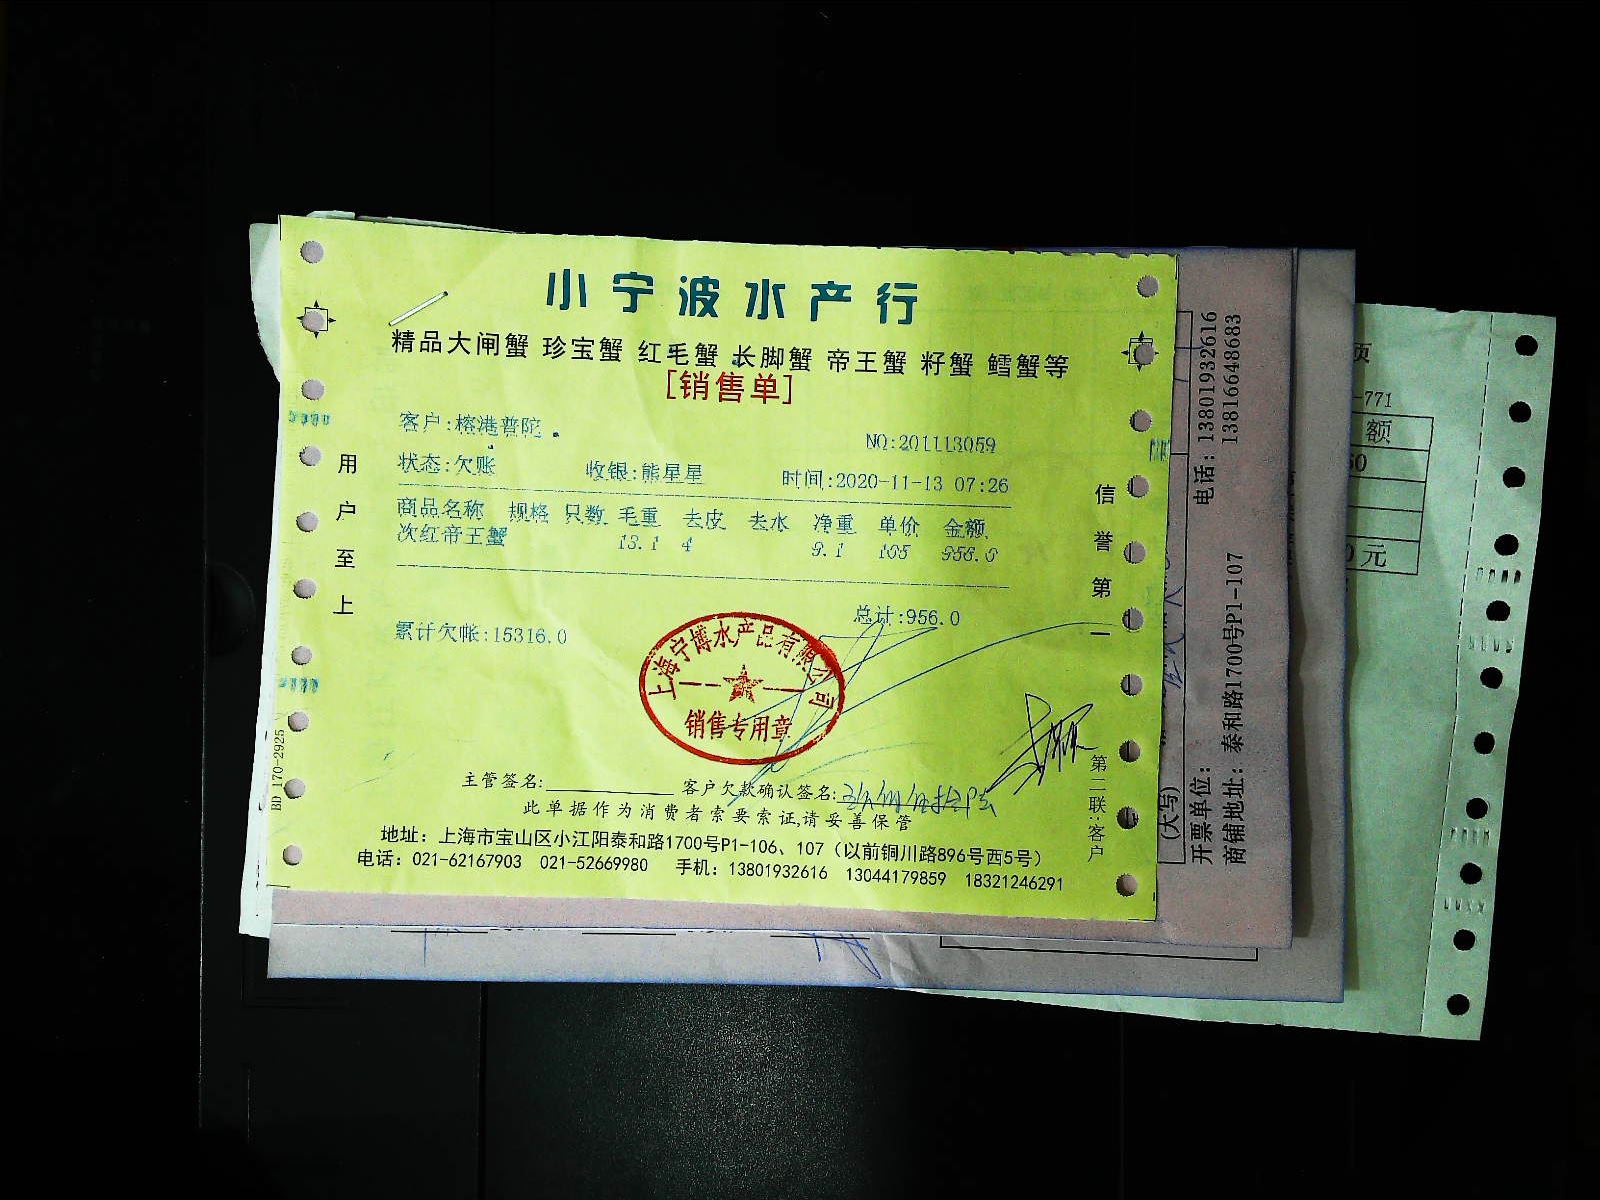 小宁波水产行
精品大闸蟹 珍宝蟹 红毛蟹 长脚蟹 帝王蟹 籽蟹 鳕蟹等
[销售单]
客户:榕港普陀
NO:201113059
状态:欠账 收银:熊星星 时间:2020-11-13 07:26
商品名称 规格 只数 毛重 去皮 去水 净重 单价 金额
次红帝王蟹 13.1 4 9.1 105 956.0
总计:956.0
累计欠帐:15316.0
上海宁博水产品有限公司
销售专用章
主管签名: 客户欠款确认签名:
此单据作为消费者索要索证,请妥善保管
地址：上海市宝山区小江阳泰和路1700号P1-106、107（以前铜川路896号西5号）
电话：021-62167903 021-52669980 手机：13801932616 13044179859 18321246291
用户至上
信誉第一
第二联:客户
BD 170-2925
电话：13801932616
13816648683
(大写)
开票单位：
商铺地址：泰和路1700号P1-107
页
-771
额
0元